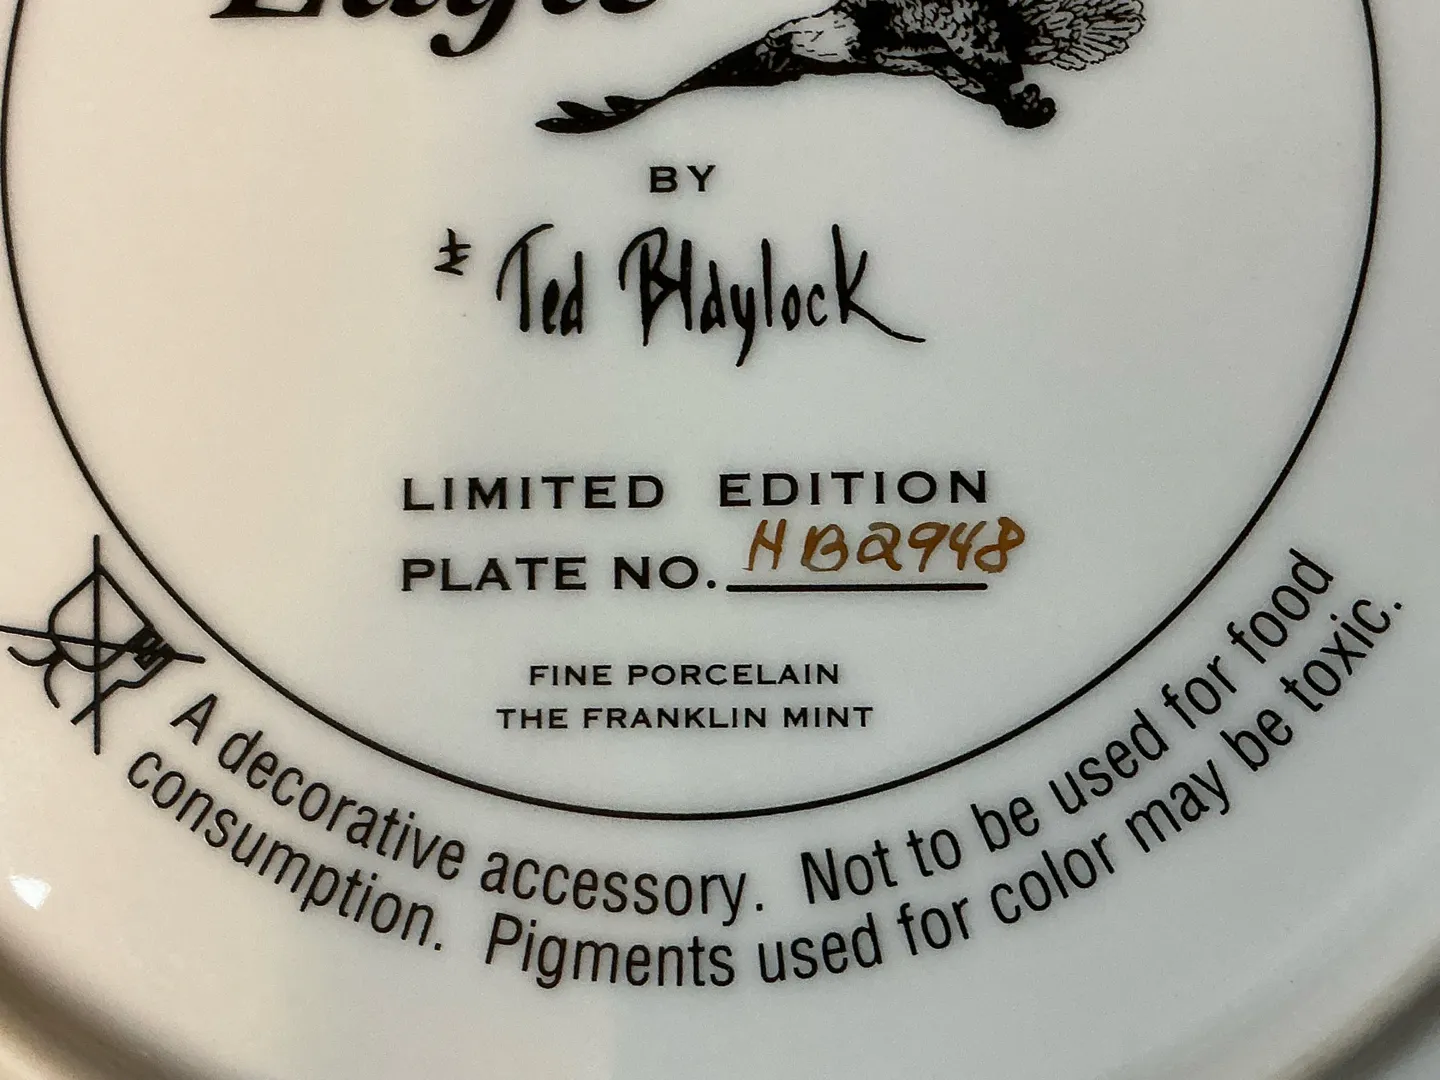 Eagle
BY
Ted Blaylock
LIMITED EDITION
PLATE NO. HB2948
FINE PORCELAIN
THE FRANKLIN MINT
A decorative accessory. Not to be used for food
consumption. Pigments used for color may be toxic.